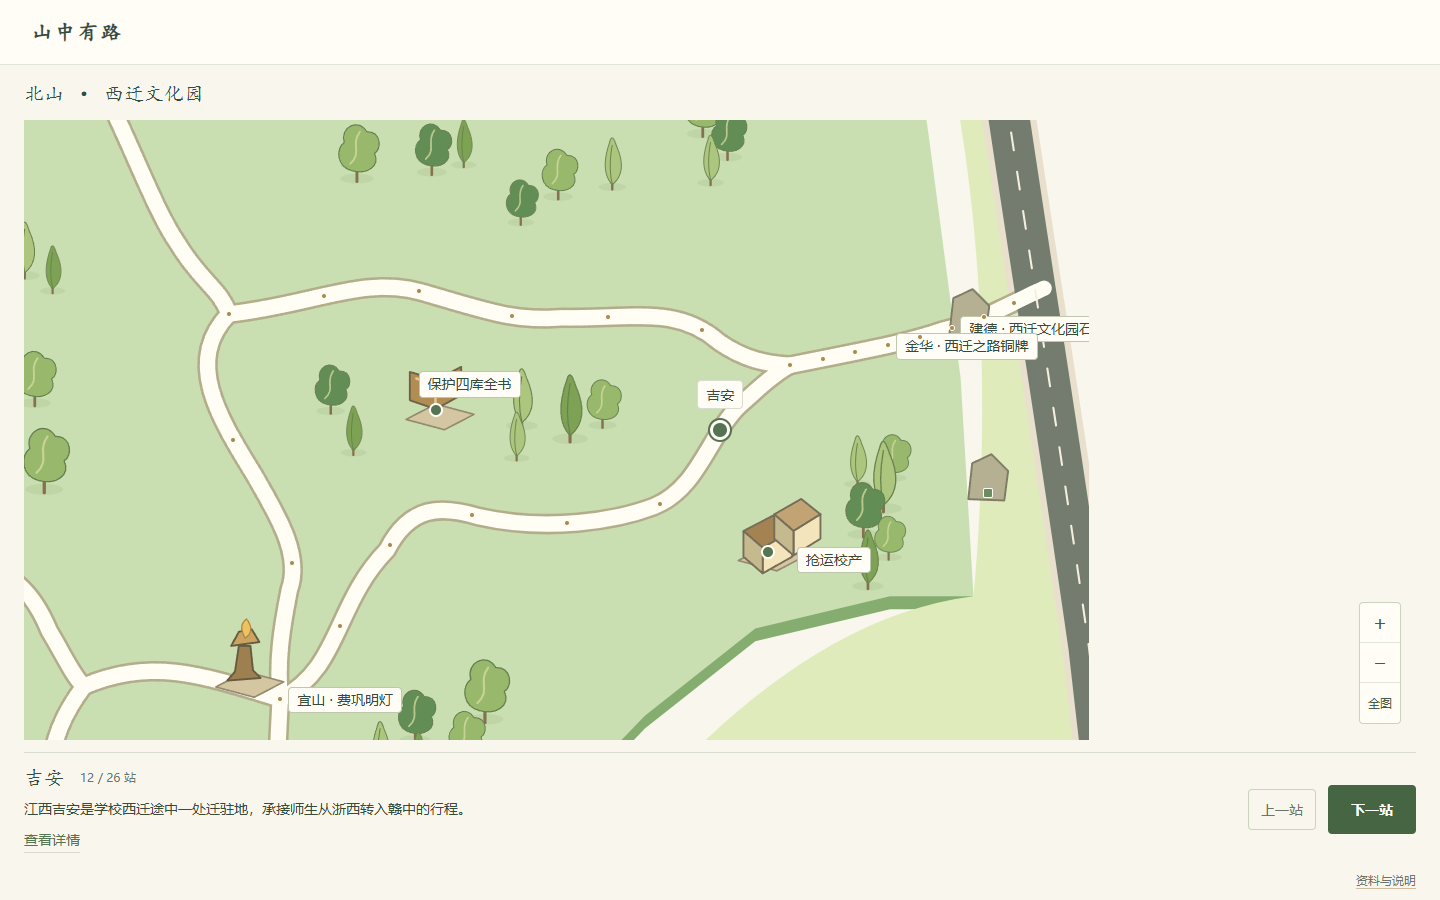 山中有路
北山 • 西迁文化园
建德 · 西迁文化园石
金华 · 西迁之路铜牌
保护四库全书
吉安
抢运校产
宜山 · 费巩明灯
+
−
全图
吉安 12 / 26 站
江西吉安是学校西迁途中一处迁驻地，承接师生从浙西转入赣中的行程。
查看详情
上一站
下一站
资料与说明